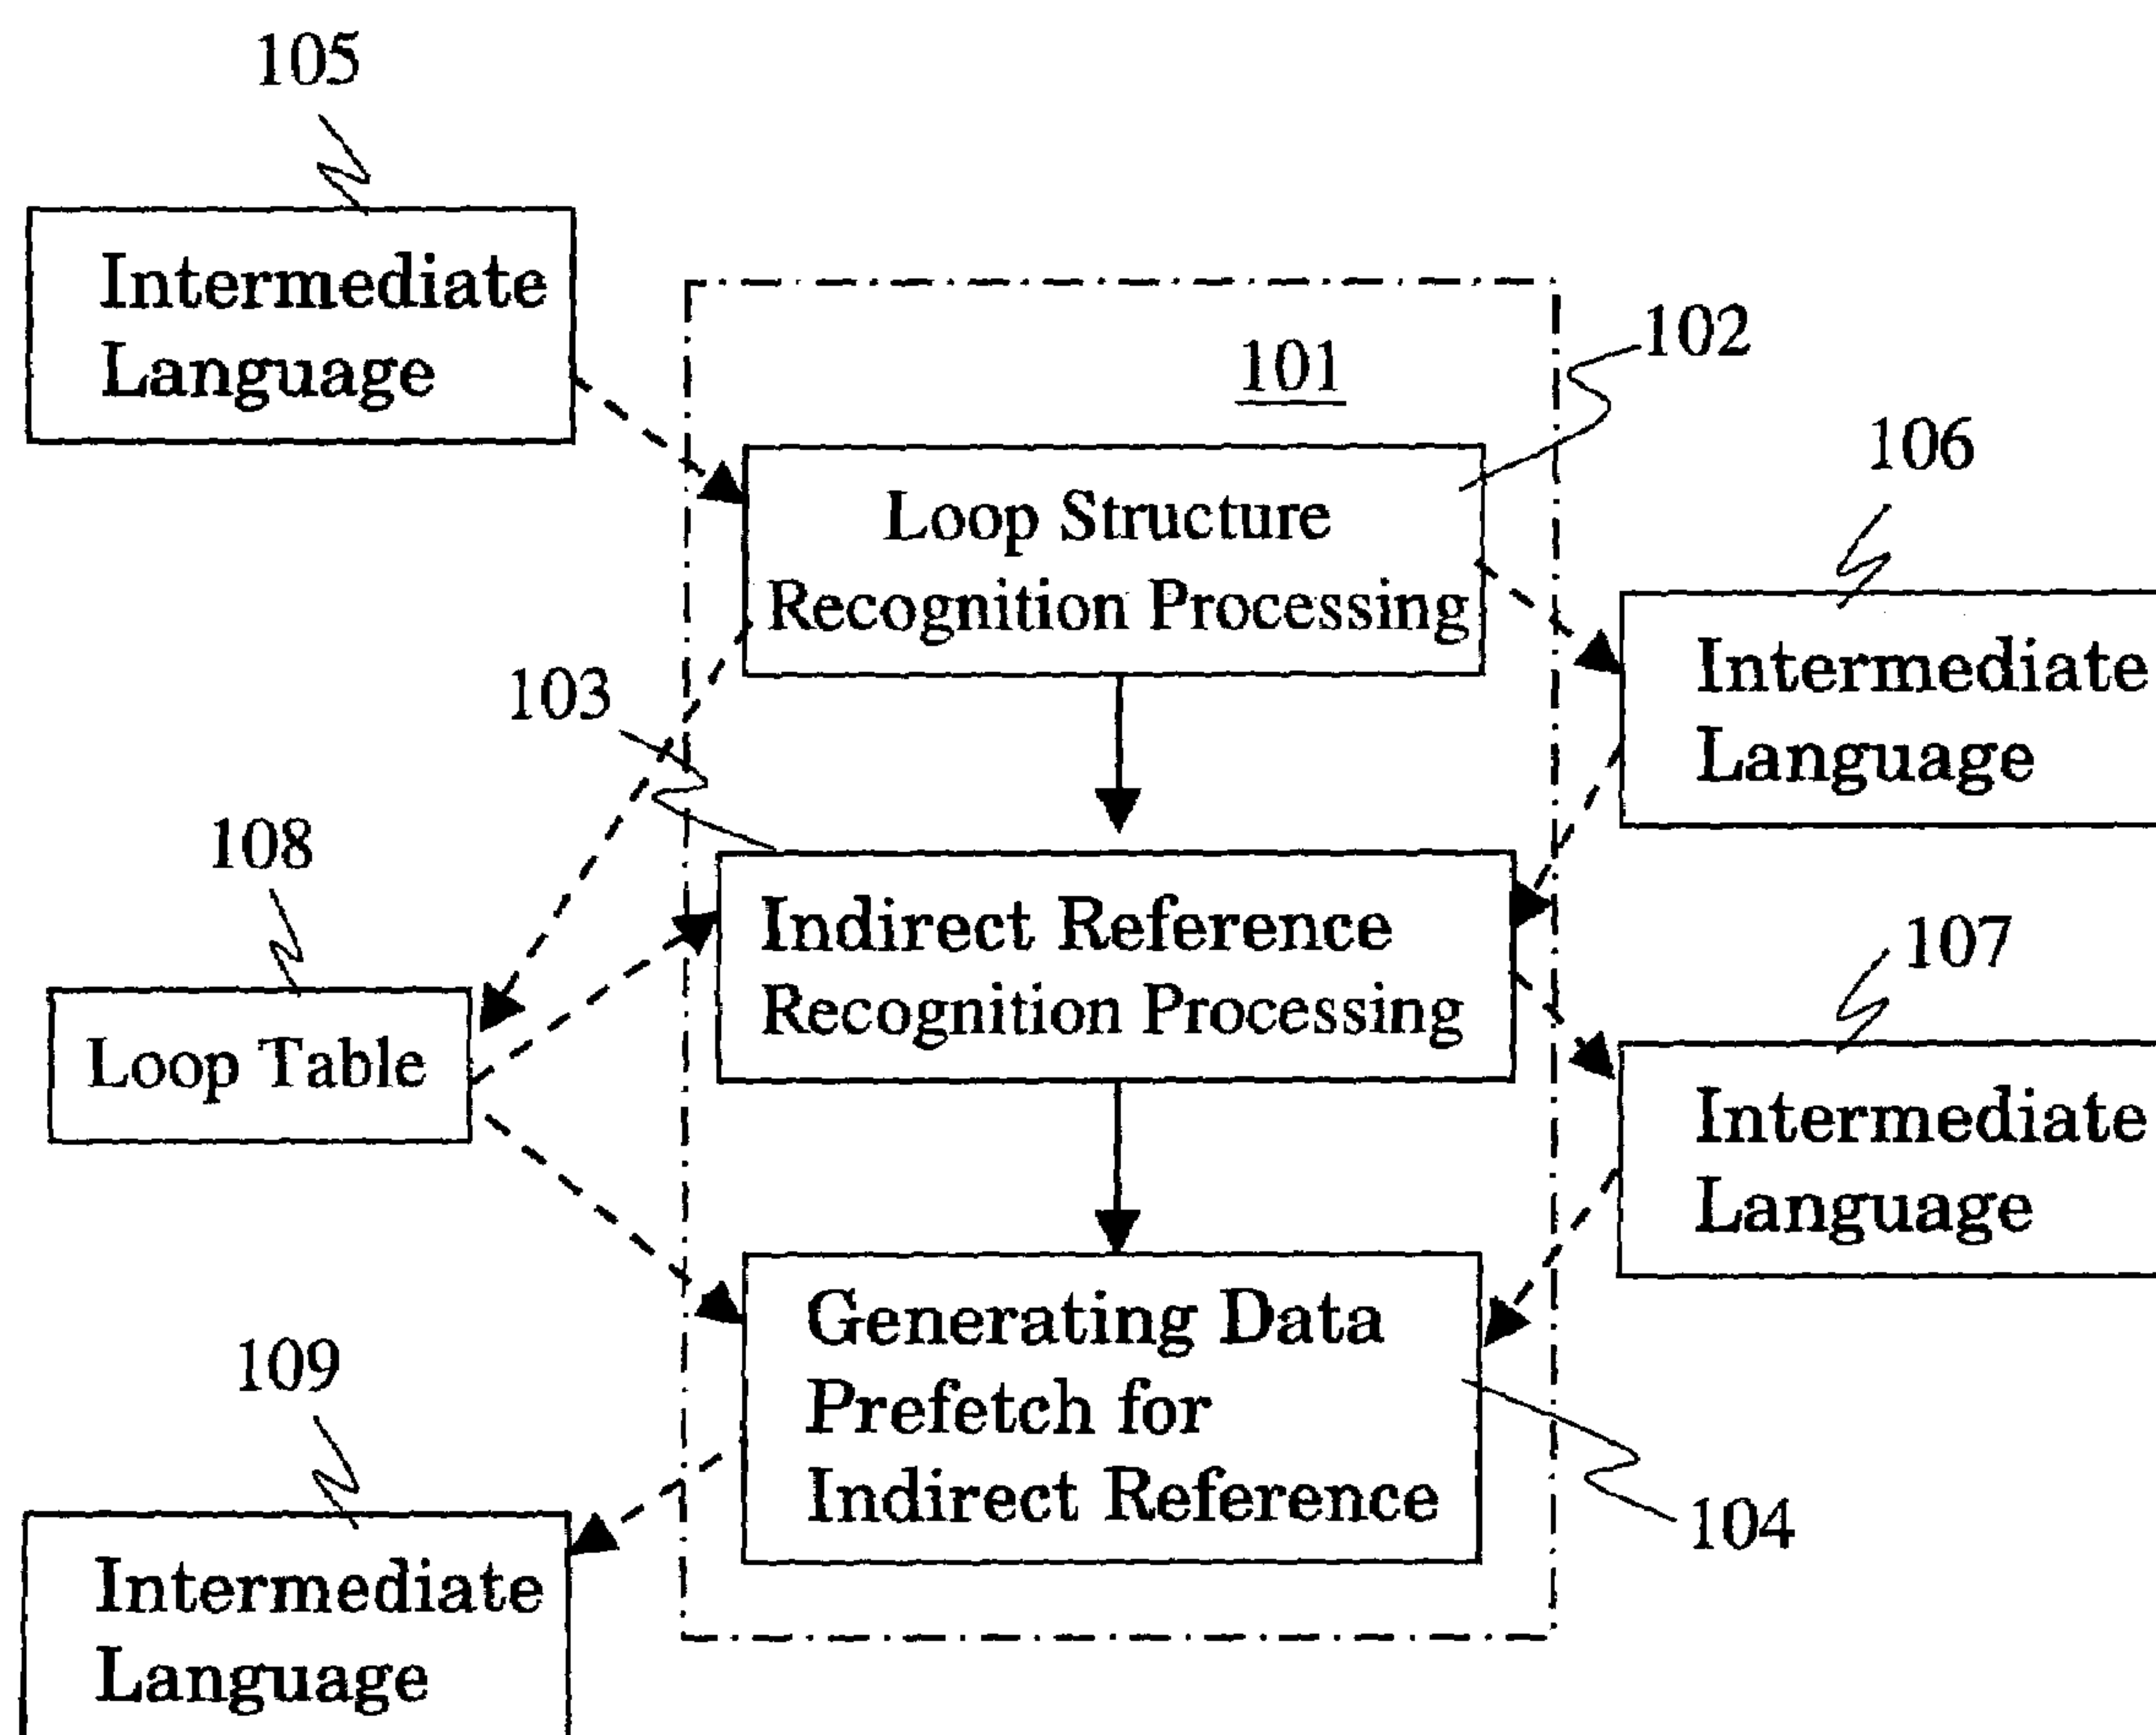 105
Intermediate
Language
101
102
Loop Structure
Recognition Processing
106
Intermediate
Language
103
108
Loop Table
Indirect Reference
Recognition Processing
107
Intermediate
Language
Generating Data
Prefetch for
Indirect Reference
104
109
Intermediate
Language